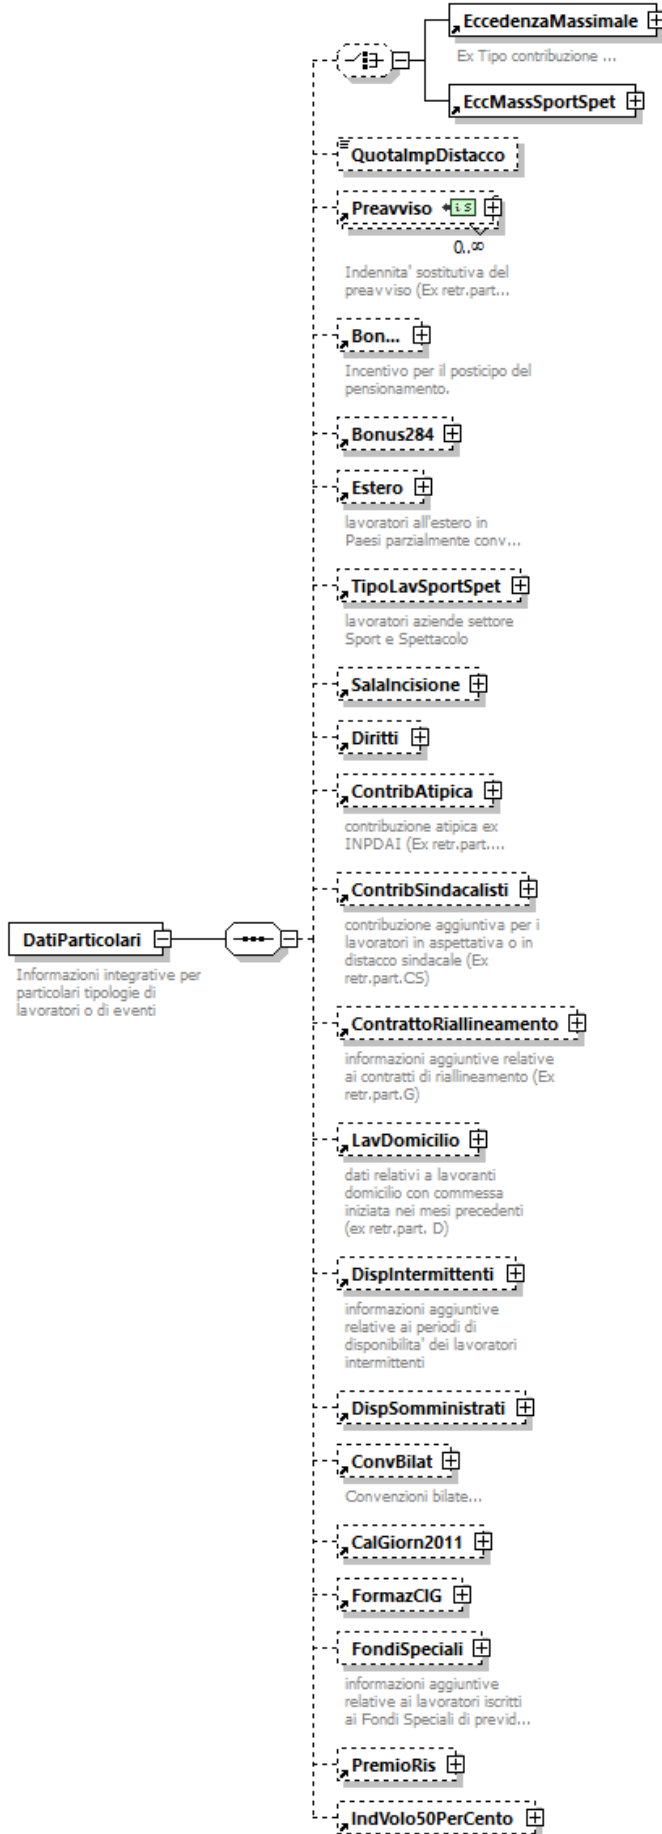 EccedenzaMassimale
Ex Tipo contribuzione ...
EccMassSportSpet
QuotaImpDistacco
Preavviso
0..∞
Indennita' sostitutiva del
preavviso (Ex retr.part...
Bon...
Incentivo per il posticipo del
pensionamento.
Bonus284
Estero
lavoratori all'estero in
Paesi parzialmente conv...
TipoLavSportSpet
lavoratori aziende settore
Sport e Spettacolo
SalaIncisione
Diritti
ContribAtipica
contribuzione atipica ex
INPDAI (Ex retr.part....
ContribSindacalisti
contribuzione aggiuntiva per i
lavoratori in aspettativa o in
distacco sindacale (Ex
retr.part.CS)
DatiParticolari
Informazioni integrative per
particolari tipologie di
lavoratori o di eventi
ContrattoRiallineamento
informazioni aggiuntive relative
ai contratti di riallineamento (Ex
retr.part.G)
LavDomicilio
dati relativi a lavoranti
domicilio con commessa
iniziata nei mesi precedenti
(ex retr.part. D)
DispIntermittenti
informazioni aggiuntive
relative ai periodi di
disponibilita' dei lavoratori
intermittenti
DispSomministrati
ConvBilat
Convenzioni bilate...
CalGiorn2011
FormazCIG
FondiSpeciali
informazioni aggiuntive
relative ai lavoratori iscritti
ai Fondi Speciali di previd...
PremioRis
IndVolo50PerCento